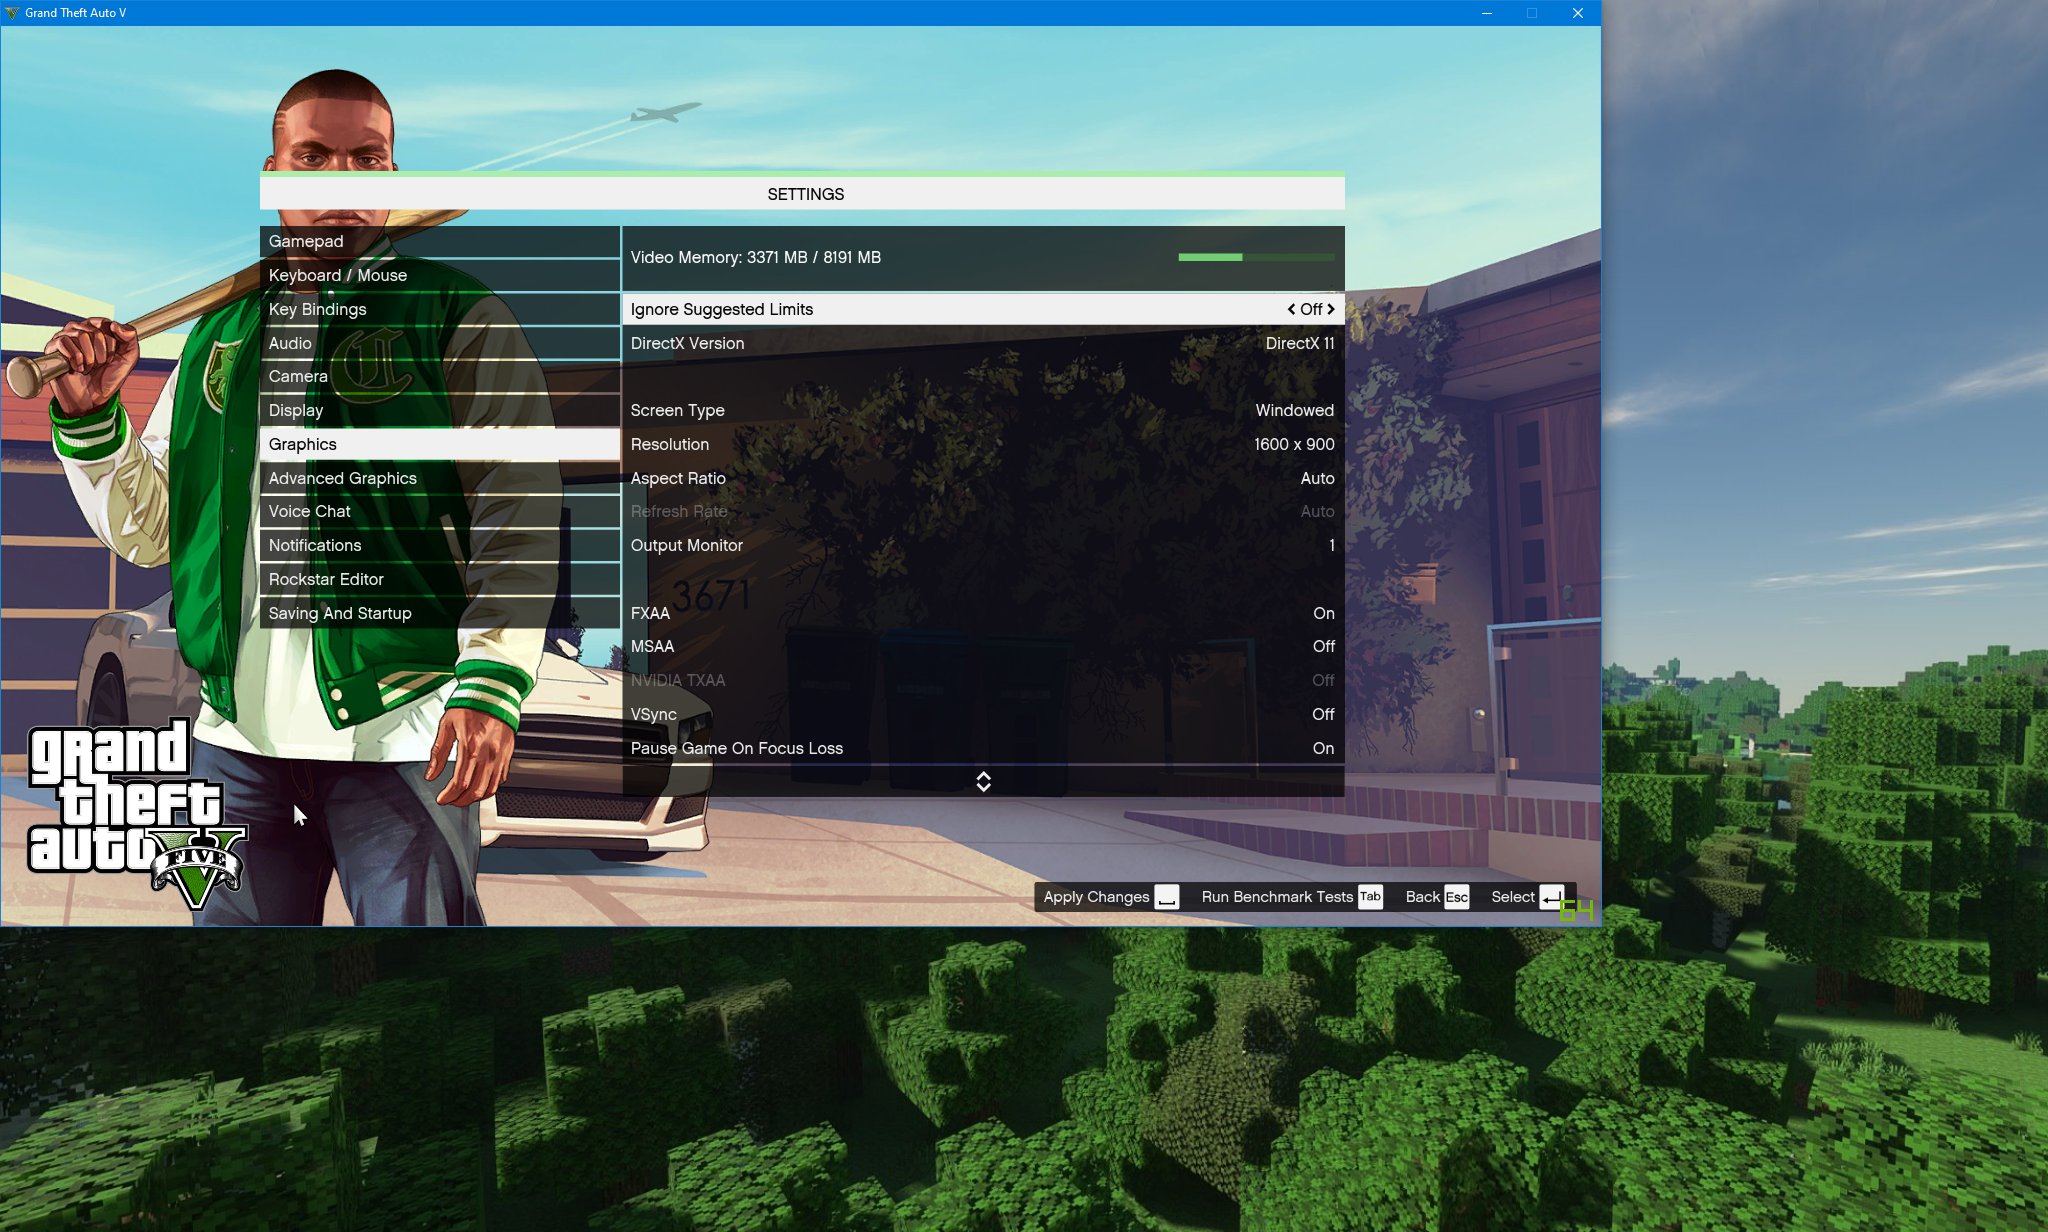 Grand Theft Auto V
SETTINGS
Gamepad
Keyboard / Mouse
Key Bindings
Audio
Camera
Display
Graphics
Advanced Graphics
Voice Chat
Notifications
Rockstar Editor
Saving And Startup
Video Memory: 3371 MB / 8191 MB
Ignore Suggested Limits Off
DirectX Version DirectX 11
Screen Type Windowed
Resolution 1600 x 900
Aspect Ratio Auto
Refresh Rate Auto
Output Monitor 1
3671
FXAA On
MSAA Off
NVIDIA TXAA Off
VSync Off
Pause Game On Focus Loss On
grand
theft
auto V
FIVE
Apply Changes Run Benchmark Tests Tab Back Esc Select
64